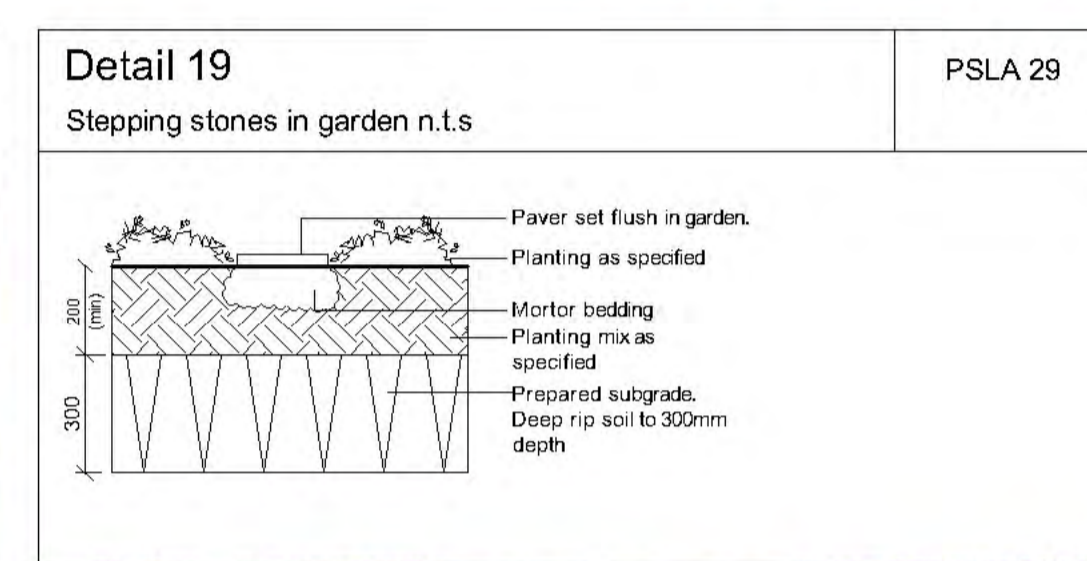 Detail 19
PSLA 29
Stepping stones in garden n.t.s
Paver set flush in garden.
Planting as specified
200
(min)
Mortor bedding
Planting mix as
specified
300
Prepared subgrade.
Deep rip soil to 300mm
depth